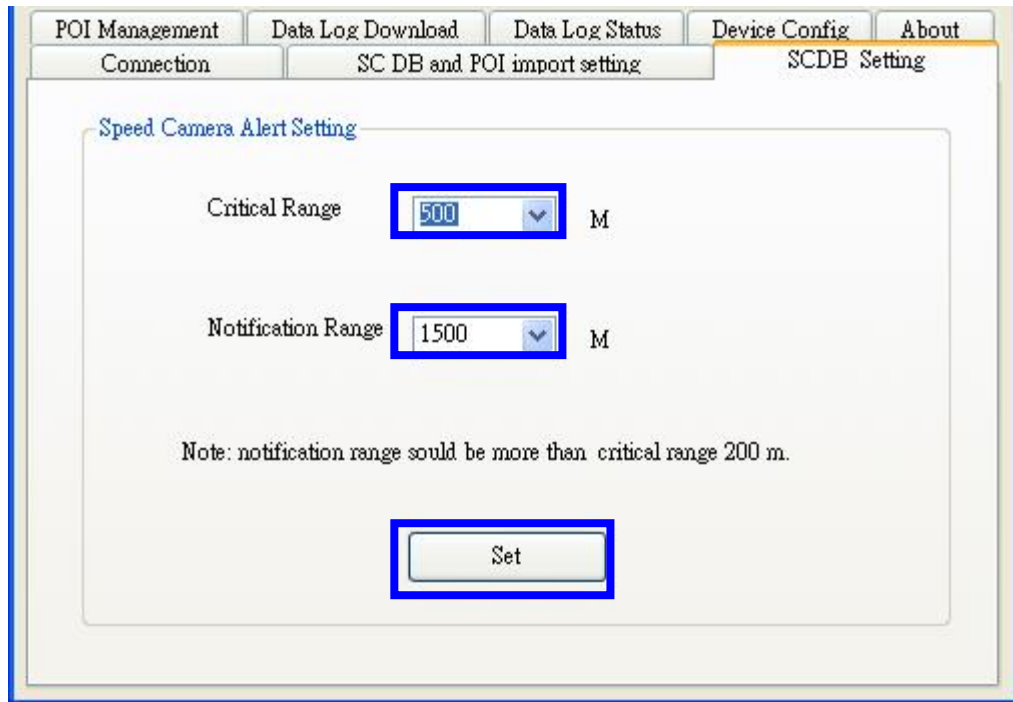 POI Management Data Log Download Data Log Status Device Config About
Connection SC DB and POI import setting SCDB Setting
Speed Camera Alert Setting
Critical Range 500 M
Notification Range 1500 M
Note: notification range sould be more than critical range 200 m.
Set